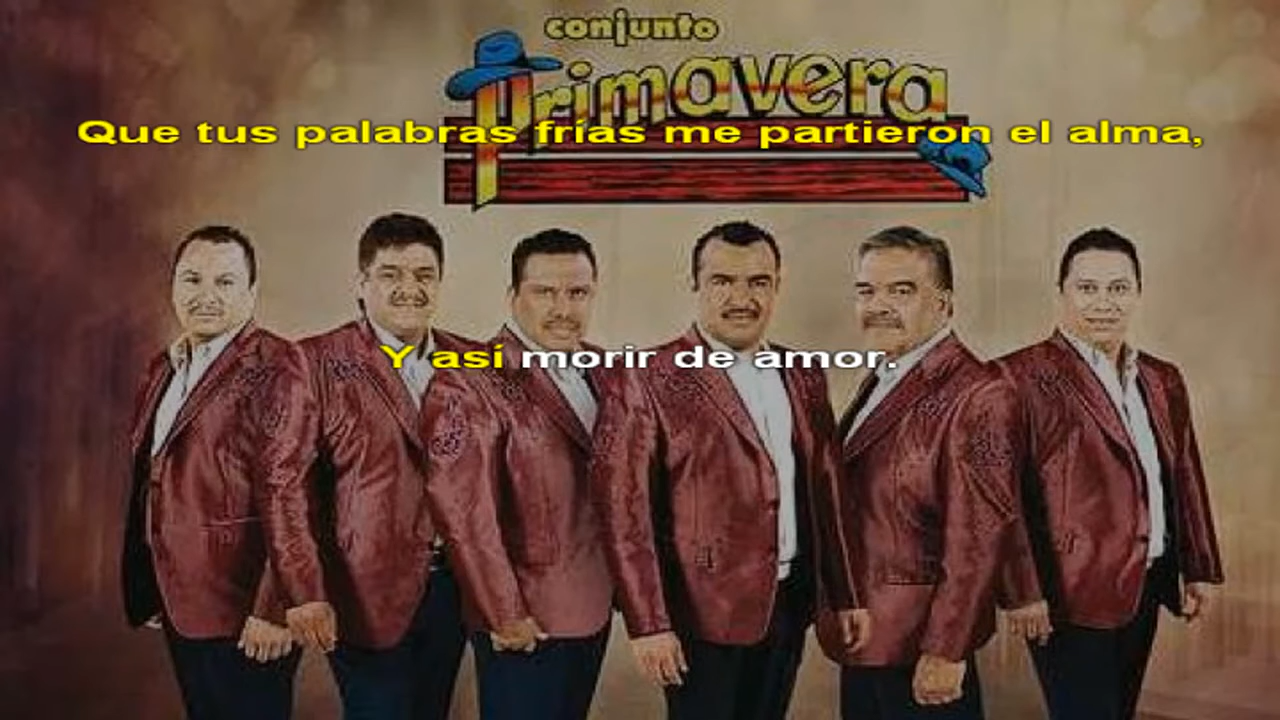 conjunto
Primavera
Que tus palabras frías me partieron el alma,
Y así morir de amor.